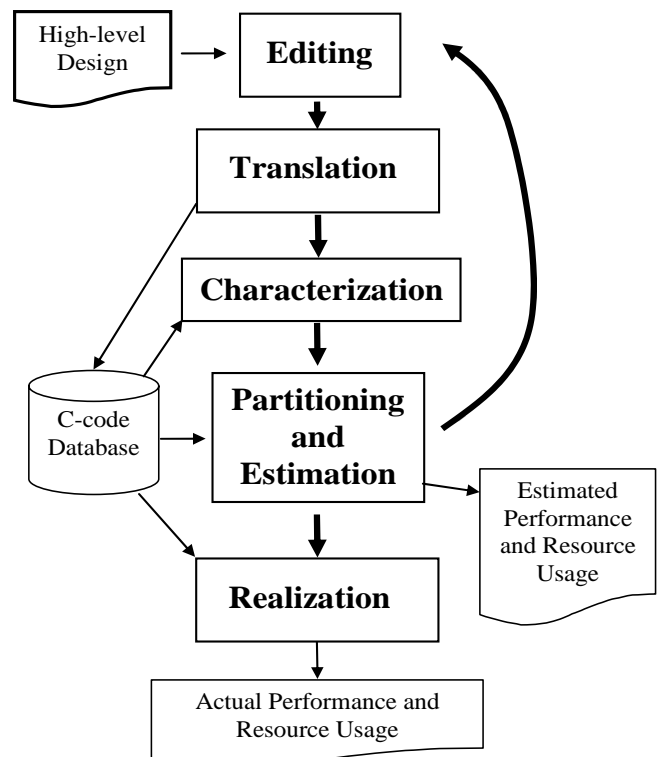 High-level
Design
Editing
Translation
Characterization
C-code
Database
Partitioning
and
Estimation
Estimated
Performance
and Resource
Usage
Realization
Actual Performance and
Resource Usage